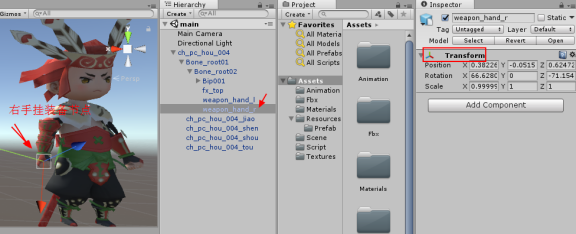 Gizmos
All
Persp
右手挂装备
Hierarchy
Create
All
main
Main Camera
Directional Light
ch_pc_hou_004
Bone_root01
Bone_root02
Bip001
fx_top
weapon_hand_l
weapon_hand_r
ch_pc_hou_004_jiao
ch_pc_hou_004_shen
ch_pc_hou_004_shou
ch_pc_hou_004_tou
Project
Create
Favorites
All Materia
All Models
All Prefabs
All Scripts
Assets
Animation
Fbx
Materials
Resources
Prefab
Scene
Script
Textures
Assets
Animation
Fbx
Materials
Inspector
weapon_hand_r
Static
Tag Untagged Layer Default
Model Select Revert Open
Transform
Position X 0.38226 Y -0.0515 Z 0.62472
Rotation X 66.628 Y 0 Z -71.154
Scale X 0.99999 Y 1 Z 1
Add Component